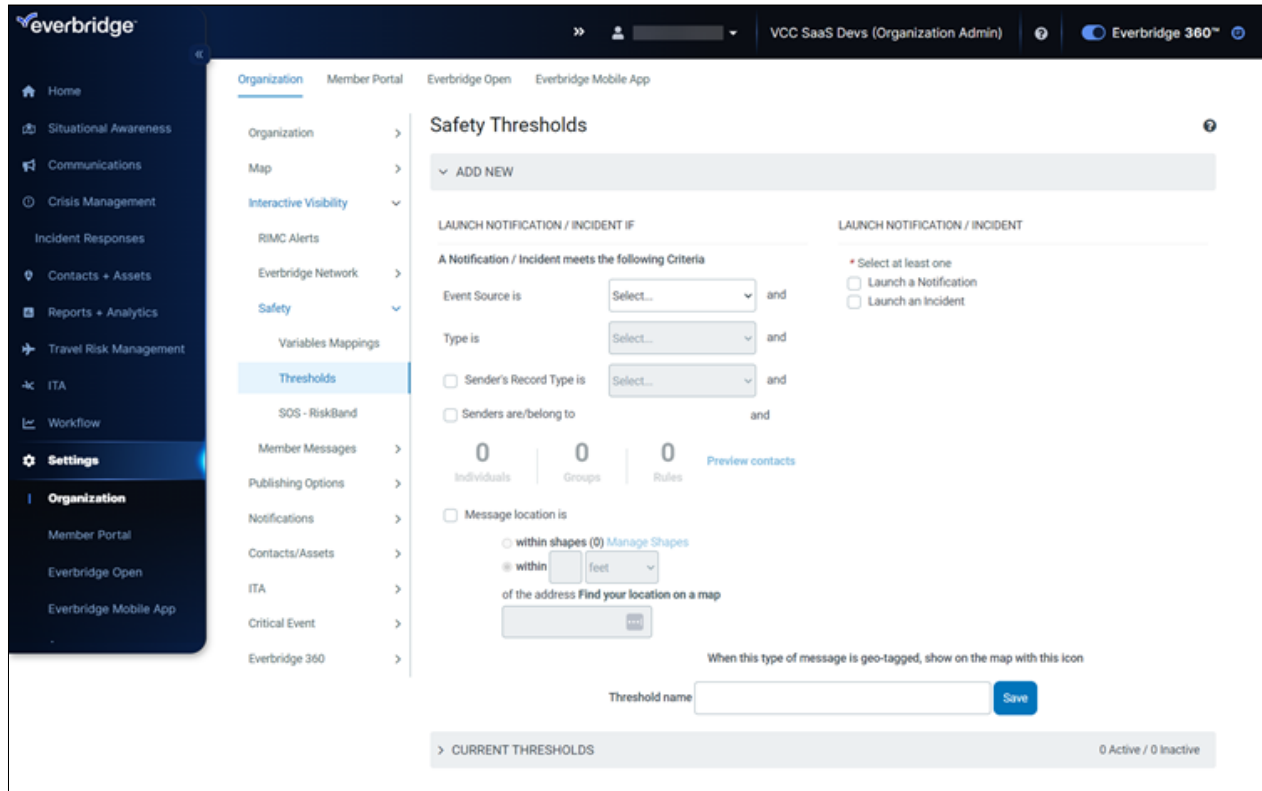 everbridge
«
Home
Situational Awareness
Communications
Crisis Management
Incident Responses
Contacts + Assets
Reports + Analytics
Travel Risk Management
ITA
Workflow
Settings
Organization
Member Portal
Everbridge Open
Everbridge Mobile App
»
VCC SaaS Devs (Organization Admin)
?
Everbridge 360™
Organization Member Portal Everbridge Open Everbridge Mobile App
Organization
Map
Interactive Visibility
RIMC Alerts
Everbridge Network
Safety
Variables Mappings
Thresholds
SOS - RiskBand
Member Messages
Publishing Options
Notifications
Contacts/Assets
ITA
Critical Event
Everbridge 360
Safety Thresholds
?
ADD NEW
LAUNCH NOTIFICATION / INCIDENT IF
A Notification / Incident meets the following Criteria
Event Source is Select... and
Type is Select... and
Sender's Record Type is Select... and
Senders are/belong to and
0 0 0 Preview contacts
Individuals Groups Rules
Message location is
within shapes (0) Manage Shapes
within feet
of the address Find your location on a map
LAUNCH NOTIFICATION / INCIDENT
* Select at least one
Launch a Notification
Launch an Incident
When this type of message is geo-tagged, show on the map with this icon
Threshold name Save
CURRENT THRESHOLDS 0 Active / 0 Inactive